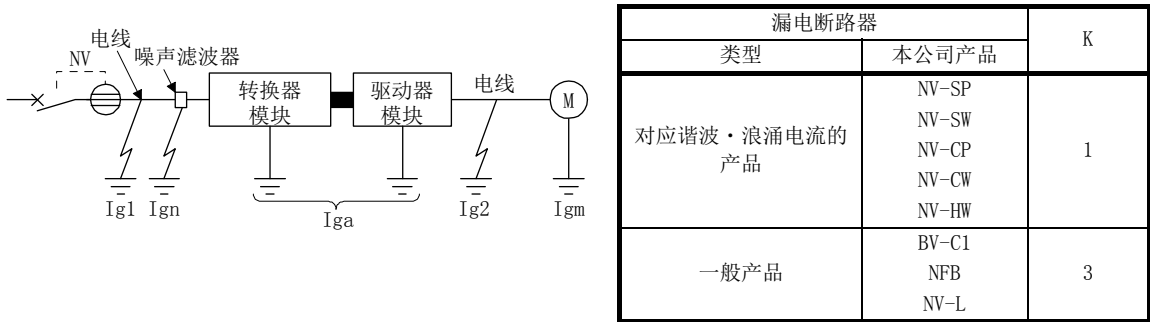 电线
NV
噪声滤波器
转换器
模块
驱动器
模块
电线
M
Ig1
Ign
Iga
Ig2
Igm
漏电断路器
K
类型
本公司产品
对应谐波·浪涌电流的
产品
NV-SP
NV-SW
NV-CP
NV-CW
NV-HW
1
一般产品
BV-C1
NFB
NV-L
3